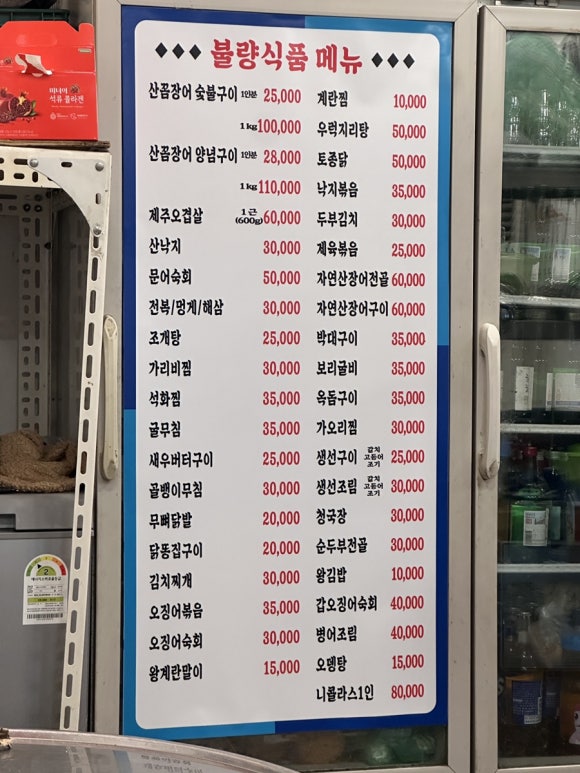 불량식품 메뉴
산꼼장어 숯불구이 1인분 25,000
1kg 100,000
산꼼장어 양념구이 1인분 28,000
1kg 110,000
제주오겹살 1근 (600g) 60,000
산낙지 30,000
문어숙회 50,000
전복/멍게/해삼 30,000
조개탕 25,000
가리비찜 30,000
석화찜 35,000
굴무침 35,000
새우버터구이 25,000
골뱅이무침 30,000
무뼈닭발 20,000
닭똥집구이 20,000
김치찌개 30,000
오징어볶음 35,000
오징어숙회 30,000
왕계란말이 15,000
계란찜 10,000
우럭지리탕 50,000
토종닭 50,000
낙지볶음 35,000
두부김치 30,000
제육볶음 25,000
자연산장어전골 60,000
자연산장어구이 60,000
박대구이 35,000
보리굴비 35,000
옥돔구이 35,000
가오리찜 30,000
생선구이 갈치 고등어 조기 25,000
생선조림 갈치 고등어 조기 30,000
청국장 30,000
순두부전골 30,000
왕김밥 10,000
갑오징어숙회 40,000
병어조림 40,000
오뎅탕 15,000
니콜라스1인 80,000
석류 콜라겐
2